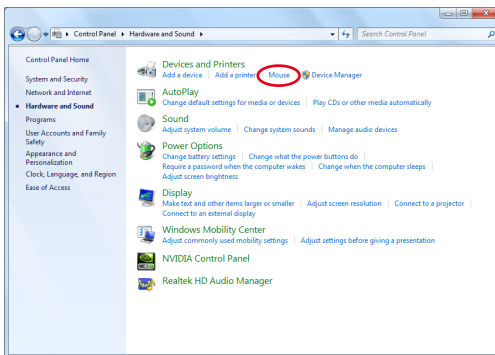 Control Panel ▸ Hardware and Sound ▸
Search Control Panel
Control Panel Home
System and Security
Network and Internet
Hardware and Sound
Programs
User Accounts and Family
Safety
Appearance and
Personalization
Clock, Language, and Region
Ease of Access
Devices and Printers
Add a device | Add a printer | Mouse | Device Manager
AutoPlay
Change default settings for media or devices | Play CDs or other media automatically
Sound
Adjust system volume | Change system sounds | Manage audio devices
Power Options
Change battery settings | Change what the power buttons do |
Require a password when the computer wakes | Change when the computer sleeps |
Adjust screen brightness
Display
Make text and other items larger or smaller | Adjust screen resolution | Connect to a projector |
Connect to an external display
Windows Mobility Center
Adjust commonly used mobility settings | Adjust settings before giving a presentation
NVIDIA Control Panel
Realtek HD Audio Manager